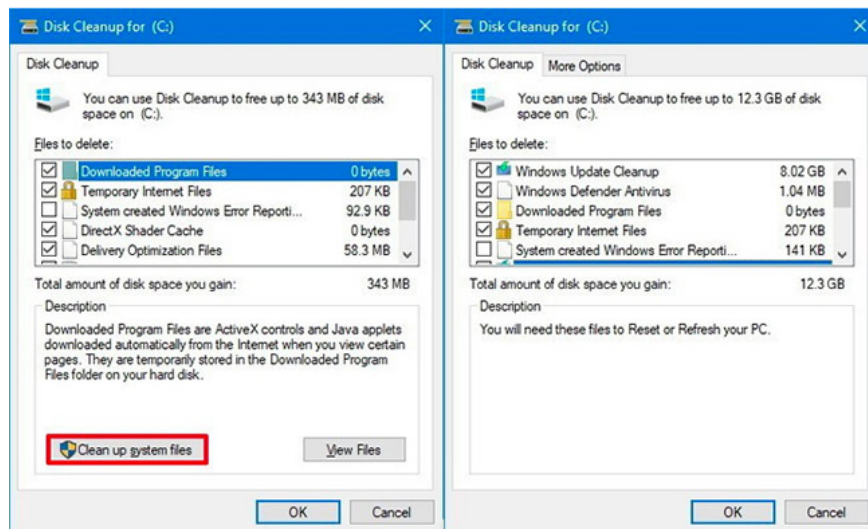 Disk Cleanup for (C:)
Disk Cleanup
You can use Disk Cleanup to free up to 343 MB of disk
space on (C:).
Files to delete:
Downloaded Program Files 0 bytes
Temporary Internet Files 207 KB
System created Windows Error Reporti... 92.9 KB
DirectX Shader Cache 0 bytes
Delivery Optimization Files 58.3 MB
Total amount of disk space you gain: 343 MB
Description
Downloaded Program Files are ActiveX controls and Java applets
downloaded automatically from the Internet when you view certain
pages. They are temporarily stored in the Downloaded Program
Files folder on your hard disk.
Clean up system files
View Files
OK
Cancel
Disk Cleanup for (C:)
Disk Cleanup
More Options
You can use Disk Cleanup to free up to 12.3 GB of disk
space on (C:).
Files to delete:
Windows Update Cleanup 8.02 GB
Windows Defender Antivirus 1.04 MB
Downloaded Program Files 0 bytes
Temporary Internet Files 207 KB
System created Windows Error Reporti... 141 KB
Total amount of disk space you gain: 12.3 GB
Description
You will need these files to Reset or Refresh your PC.
OK
Cancel